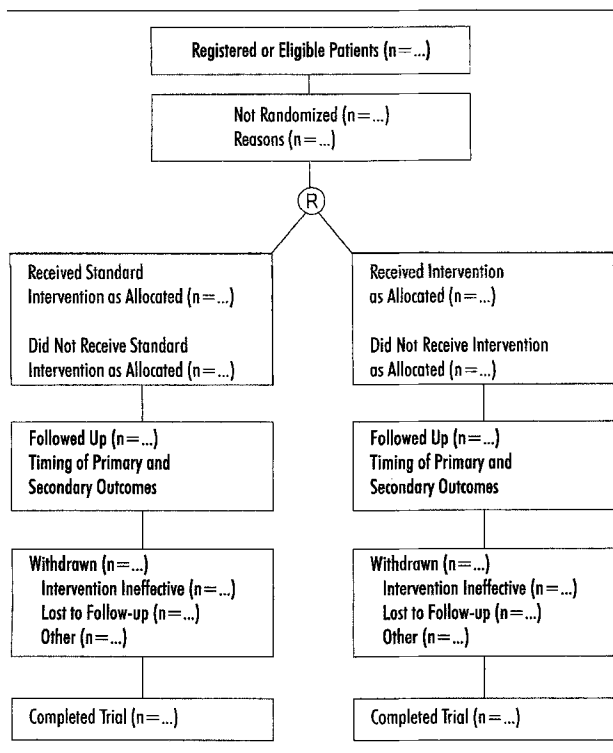 Registered or Eligible Patients (n=...)
Not Randomized (n=...)
Reasons (n=...)
R
Received Standard
Intervention as Allocated (n=...)
Did Not Receive Standard
Intervention as Allocated (n=...)
Received Intervention
as Allocated (n=...)
Did Not Receive Intervention
as Allocated (n=...)
Followed Up (n=...)
Timing of Primary and
Secondary Outcomes
Followed Up (n=...)
Timing of Primary and
Secondary Outcomes
Withdrawn (n=...)
Intervention Ineffective (n=...)
Lost to Follow-up (n=...)
Other (n=...)
Withdrawn (n=...)
Intervention Ineffective (n=...)
Lost to Follow-up (n=...)
Other (n=...)
Completed Trial (n=...)
Completed Trial (n=...)